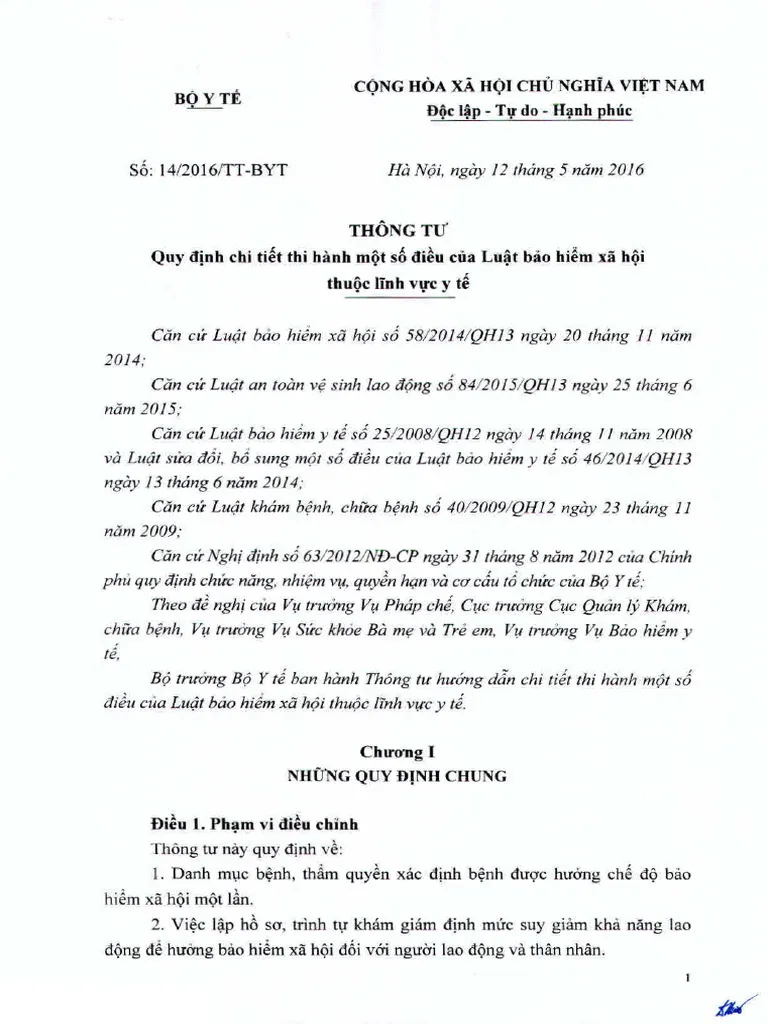 BỘ Y TẾ
CỘNG HÒA XÃ HỘI CHỦ NGHĨA VIỆT NAM
Độc lập - Tự do - Hạnh phúc
Số: 14/2016/TT-BYT
Hà Nội, ngày 12 tháng 5 năm 2016
THÔNG TƯ
Quy định chi tiết thi hành một số điều của Luật bảo hiểm xã hội
thuộc lĩnh vực y tế
Căn cứ Luật bảo hiểm xã hội số 58/2014/QH13 ngày 20 tháng 11 năm
2014;
Căn cứ Luật an toàn vệ sinh lao động số 84/2015/QH13 ngày 25 tháng 6
năm 2015;
Căn cứ Luật bảo hiểm y tế số 25/2008/QH12 ngày 14 tháng 11 năm 2008
và Luật sửa đổi, bổ sung một số điều của Luật bảo hiểm y tế số 46/2014/QH13
ngày 13 tháng 6 năm 2014;
Căn cứ Luật khám bệnh, chữa bệnh số 40/2009/QH12 ngày 23 tháng 11
năm 2009;
Căn cứ Nghị định số 63/2012/NĐ-CP ngày 31 tháng 8 năm 2012 của Chính
phủ quy định chức năng, nhiệm vụ, quyền hạn và cơ cấu tổ chức của Bộ Y tế;
Theo đề nghị của Vụ trưởng Vụ Pháp chế, Cục trưởng Cục Quản lý Khám,
chữa bệnh, Vụ trưởng Vụ Sức khỏe Bà mẹ và Trẻ em, Vụ trưởng Vụ Bảo hiểm y
tế,
Bộ trưởng Bộ Y tế ban hành Thông tư hướng dẫn chi tiết thi hành một số
điều của Luật bảo hiểm xã hội thuộc lĩnh vực y tế.
Chương I
NHỮNG QUY ĐỊNH CHUNG
Điều 1. Phạm vi điều chỉnh
Thông tư này quy định về:
1. Danh mục bệnh, thẩm quyền xác định bệnh được hưởng chế độ bảo
hiểm xã hội một lần.
2. Việc lập hồ sơ, trình tự khám giám định mức suy giảm khả năng lao
động để hưởng bảo hiểm xã hội đối với người lao động và thân nhân.
1